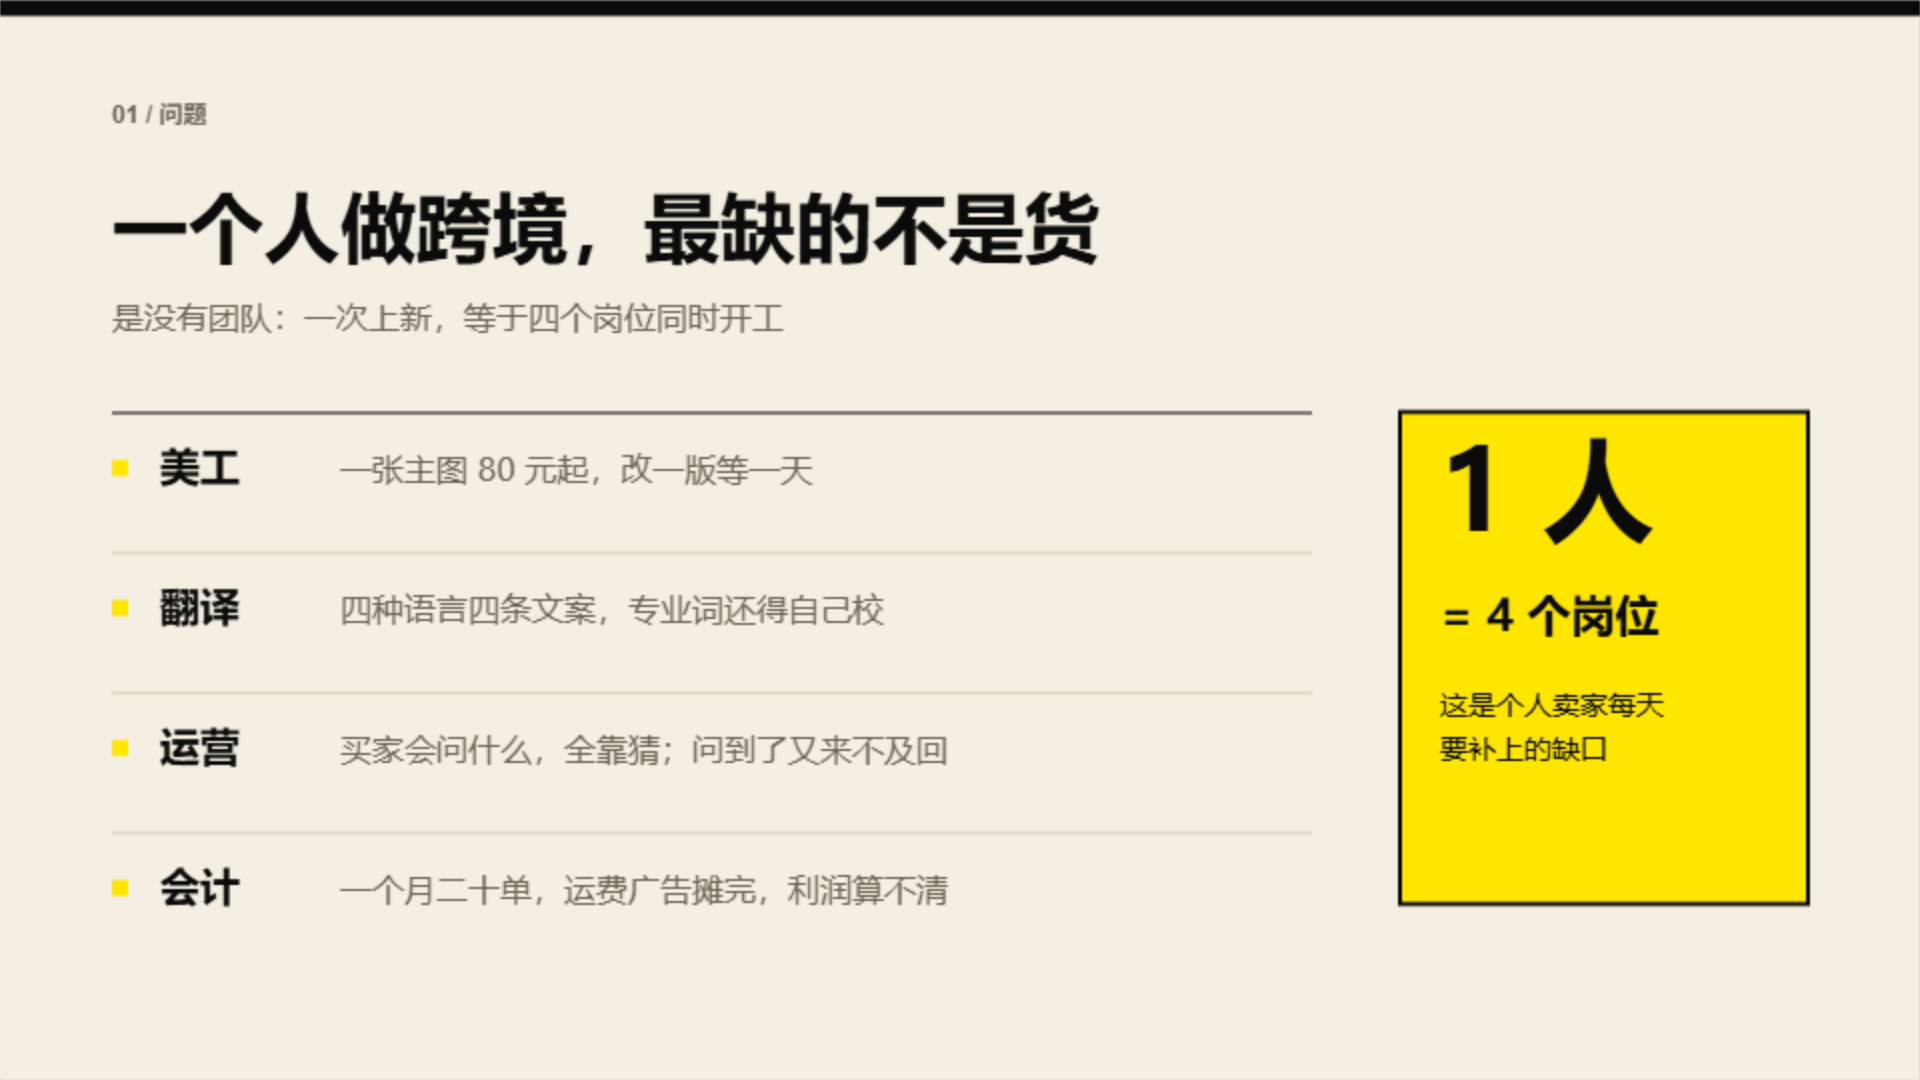 01 / 问题
一个人做跨境，最缺的不是货
是没有团队：一次上新，等于四个岗位同时开工
美工 一张主图 80 元起，改一版等一天
翻译 四种语言四条文案，专业词还得自己校
运营 买家会问什么，全靠猜；问到了又来不及回
会计 一个月二十单，运费广告摊完，利润算不清
1 人
= 4 个岗位
这是个人卖家每天
要补上的缺口